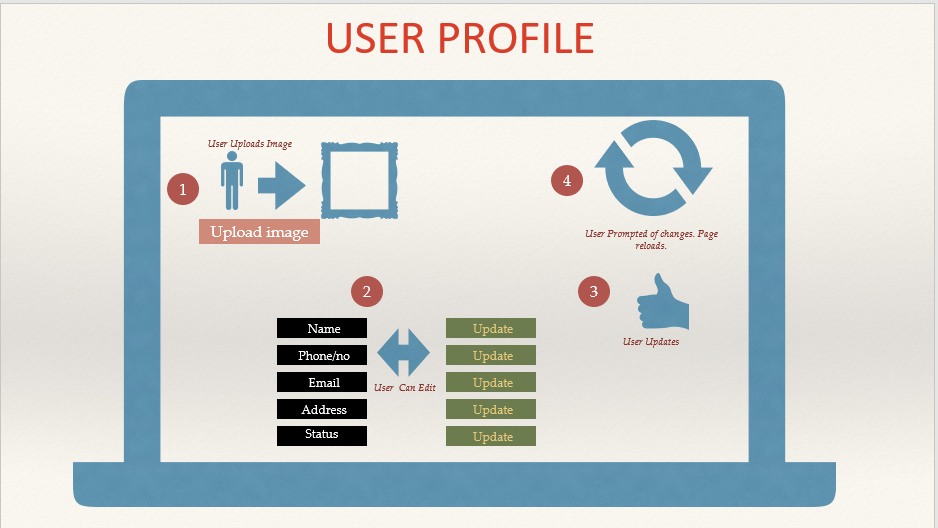 USER PROFILE
User Uploads Image
1
Upload image
2
Name
Phone/no
Email
Address
Status
User Can Edit
Update
Update
Update
Update
Update
3
User Updates
4
User Prompted of changes. Page
reloads.